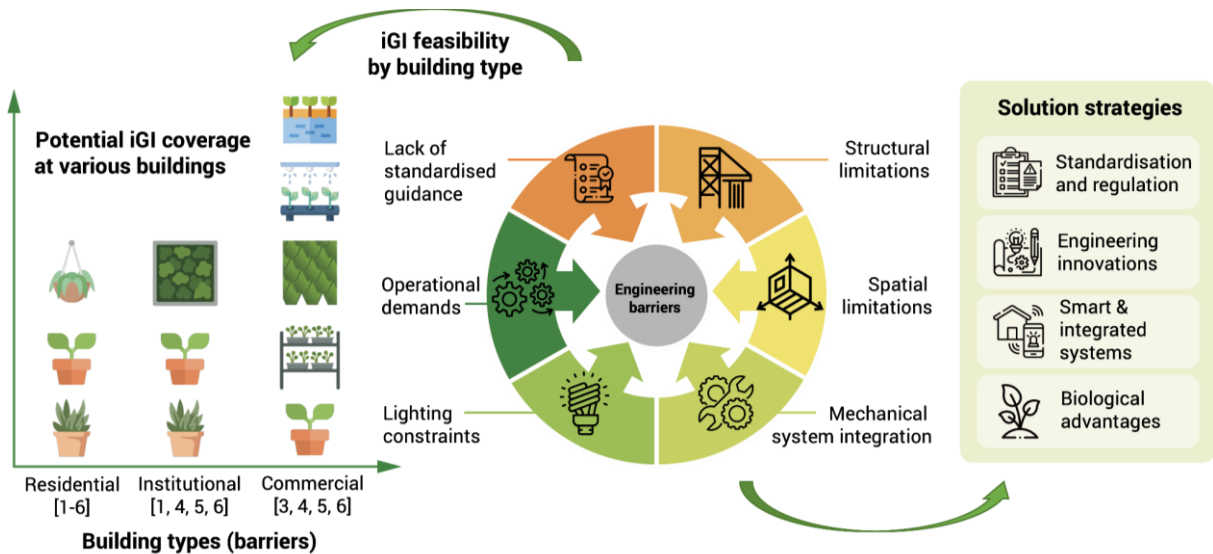 iGI feasibility
by building type
Potential iGI coverage
at various buildings
Residential
[1-6]
Institutional
[1, 4, 5, 6]
Commercial
[3, 4, 5, 6]
Building types (barriers)
Lack of
standardised
guidance
Operational
demands
Lighting
constraints
Engineering
barriers
Structural
limitations
Spatial
limitations
Mechanical
system integration
Solution strategies
Standardisation
and regulation
Engineering
innovations
Smart &
integrated
systems
Biological
advantages